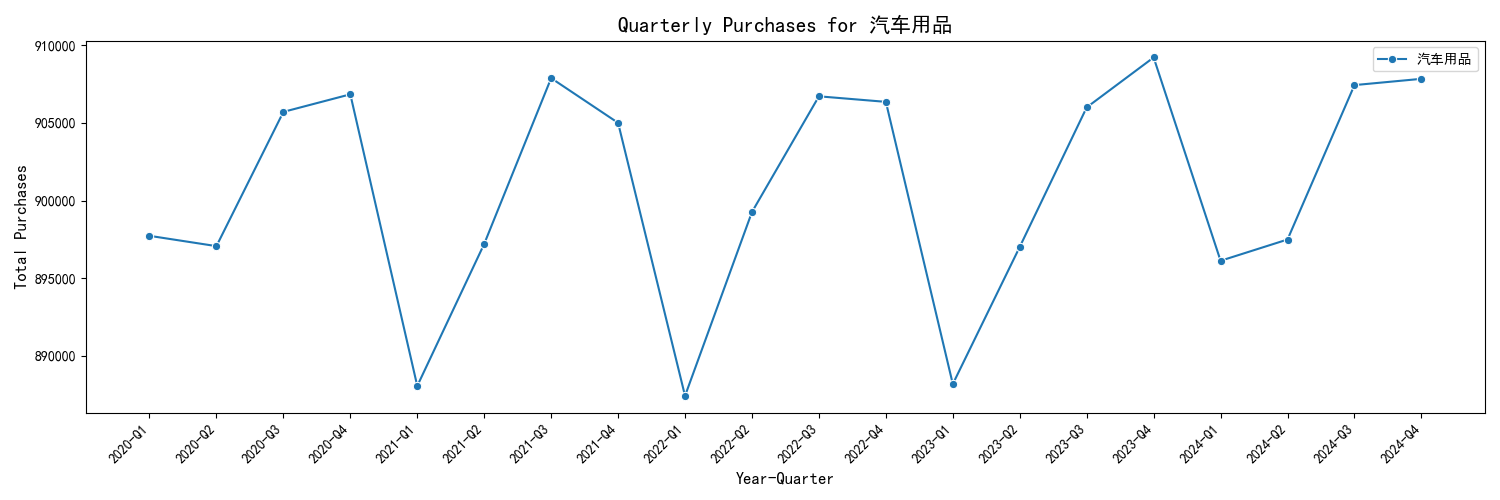 Quarterly Purchases for 汽车用品
汽车用品
Total Purchases
910000
905000
900000
895000
890000
2020-Q1
2020-Q2
2020-Q3
2020-Q4
2021-Q1
2021-Q2
2021-Q3
2021-Q4
2022-Q1
2022-Q2
2022-Q3
2022-Q4
2023-Q1
2023-Q2
2023-Q3
2023-Q4
2024-Q1
2024-Q2
2024-Q3
2024-Q4
Year-Quarter